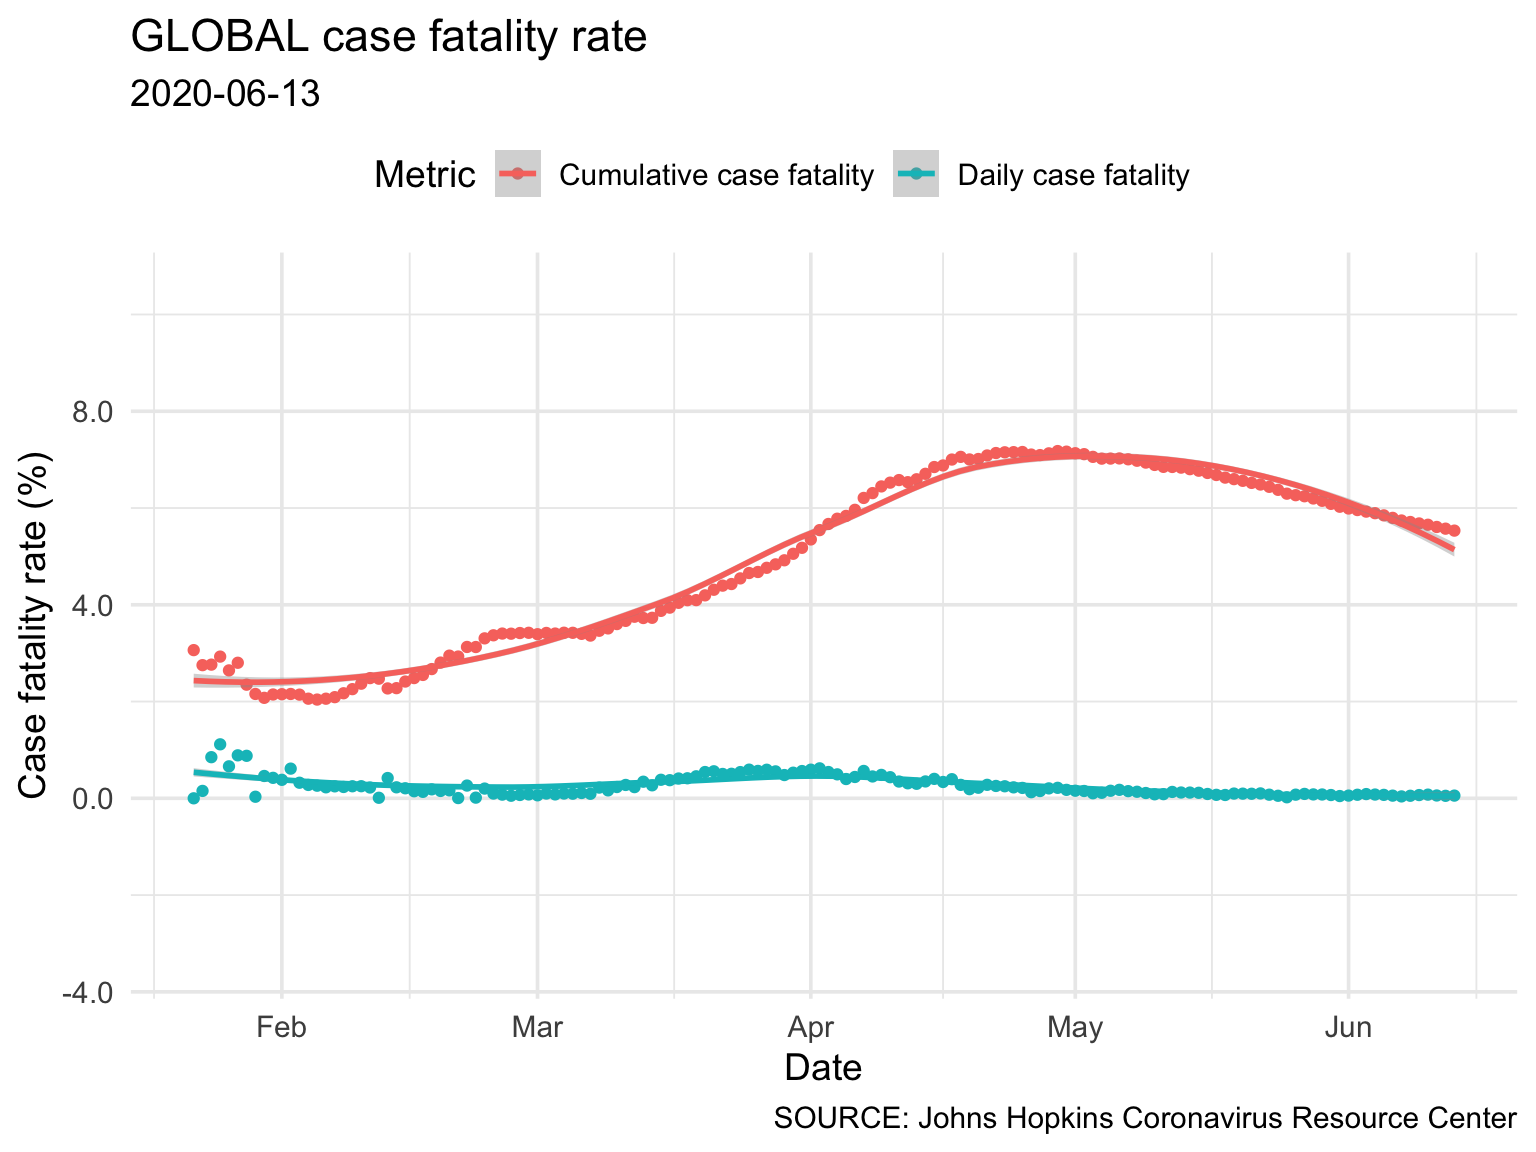 GLOBAL case fatality rate
2020-06-13
Metric Cumulative case fatality Daily case fatality
Case fatality rate (%)
8.0
4.0
0.0
-4.0
Feb Mar Apr May Jun
Date
SOURCE: Johns Hopkins Coronavirus Resource Center